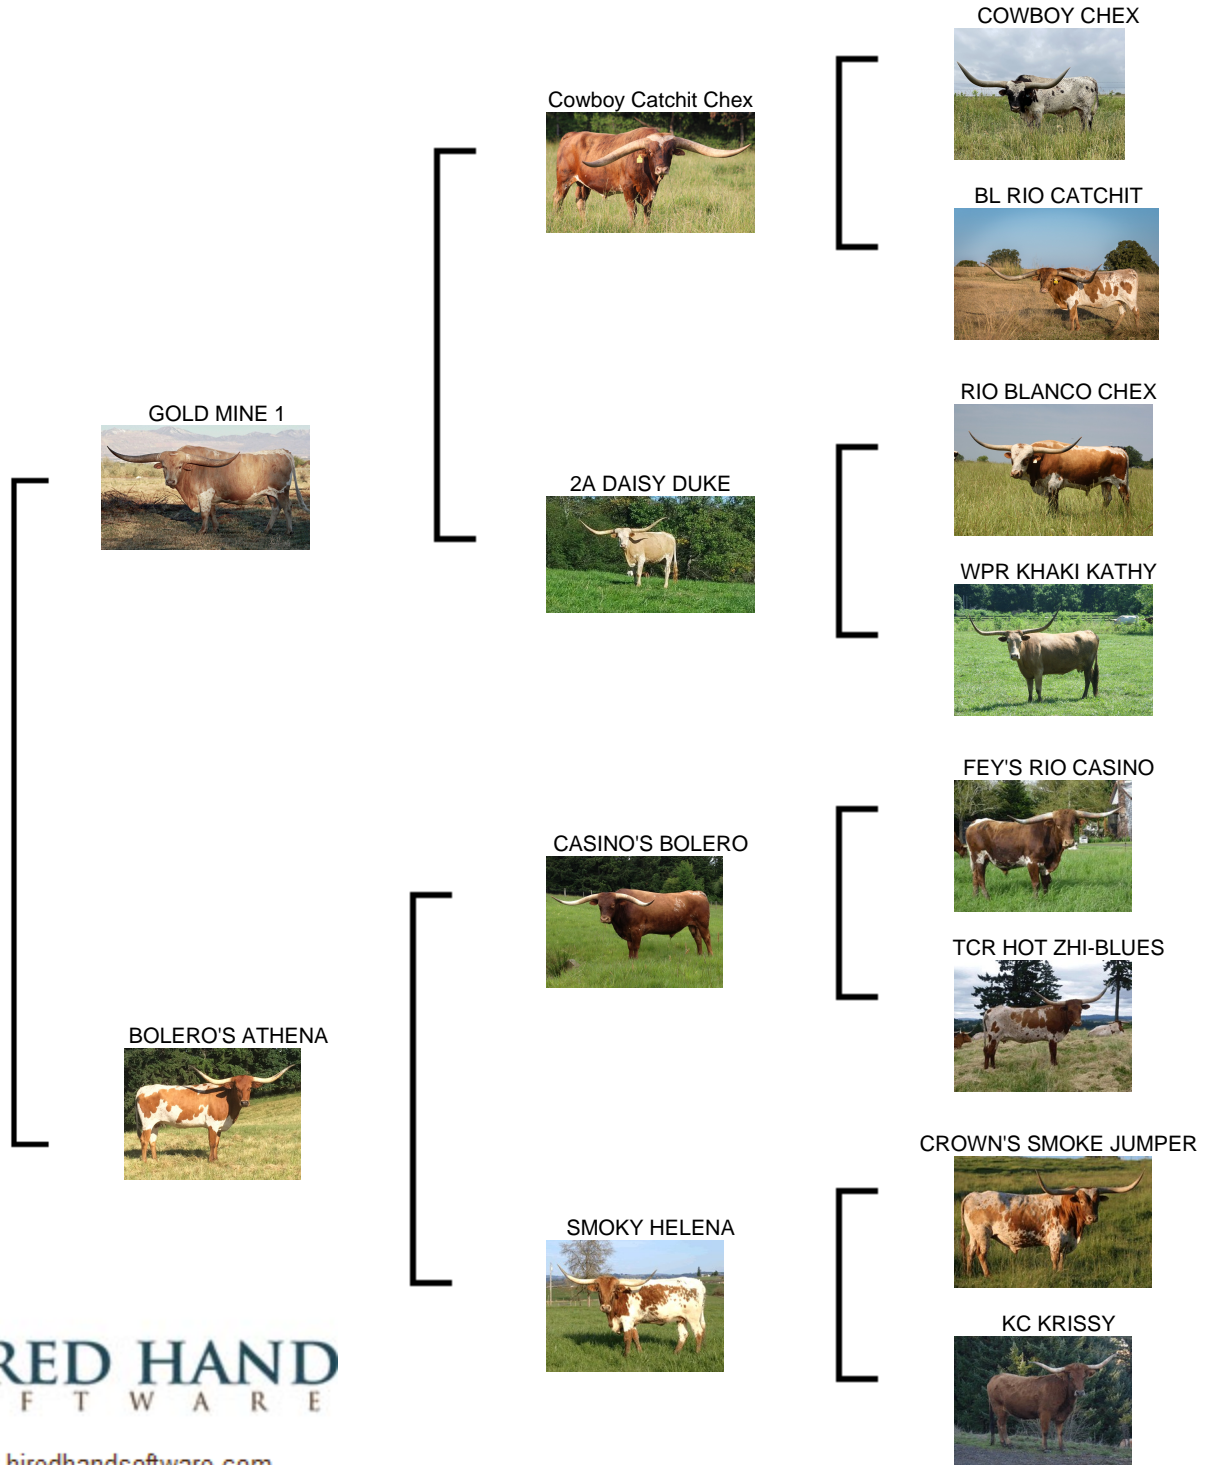 COWBOY CHEX
Cowboy Catchit Chex
BL RIO CATCHIT
RIO BLANCO CHEX
GOLD MINE 1
2A DAISY DUKE
WPR KHAKI KATHY
FEY'S RIO CASINO
CASINO'S BOLERO
TCR HOT ZHI-BLUES
BOLERO'S ATHENA
CROWN'S SMOKE JUMPER
SMOKY HELENA
KC KRISSY
RED HAND
F T W A R E
hiredhandsoftware.com